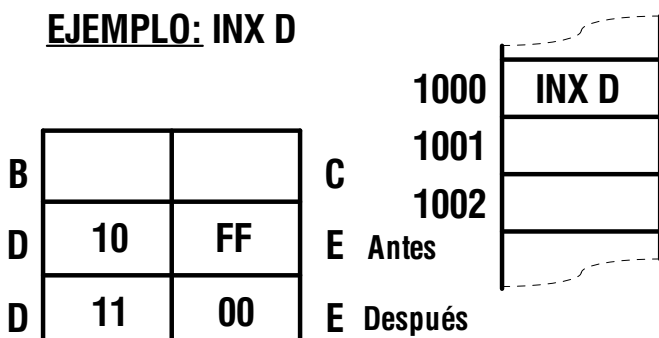 EJEMPLO: INX D
1000 INX D
1001
1002
B C
D 10 FF E Antes
D 11 00 E Después